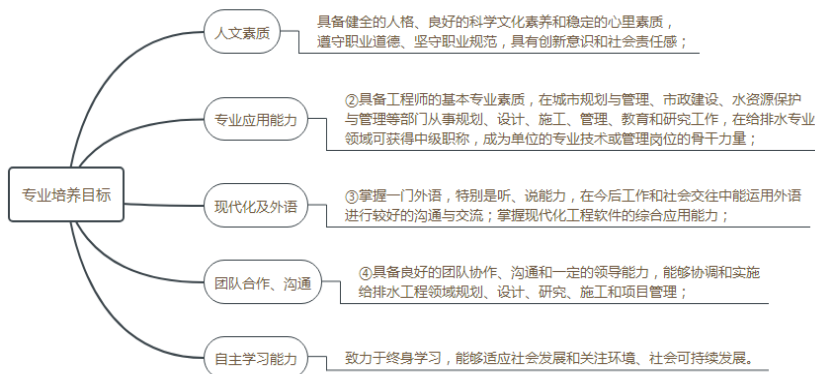 人文素质
具备健全的人格、良好的科学文化素养和稳定的心里素质，
遵守职业道德、坚守职业规范，具有创新意识和社会责任感；
专业应用能力
②具备工程师的基本专业素质，在城市规划与管理、市政建设、水资源保护
与管理等部门从事规划、设计、施工、管理、教育和研究工作，在给排水专业
领域可获得中级职称，成为单位的专业技术或管理岗位的骨干力量；
专业培养目标
现代化及外语
③掌握一门外语，特别是听、说能力，在今后工作和社会交往中能运用外语
进行较好的沟通与交流；掌握现代化工程软件的综合应用能力；
团队合作、沟通
④具备良好的团队协作、沟通和一定的领导能力，能够协调和实施
给排水工程领域规划、设计、研究、施工和项目管理；
自主学习能力
致力于终身学习，能够适应社会发展和关注环境、社会可持续发展。